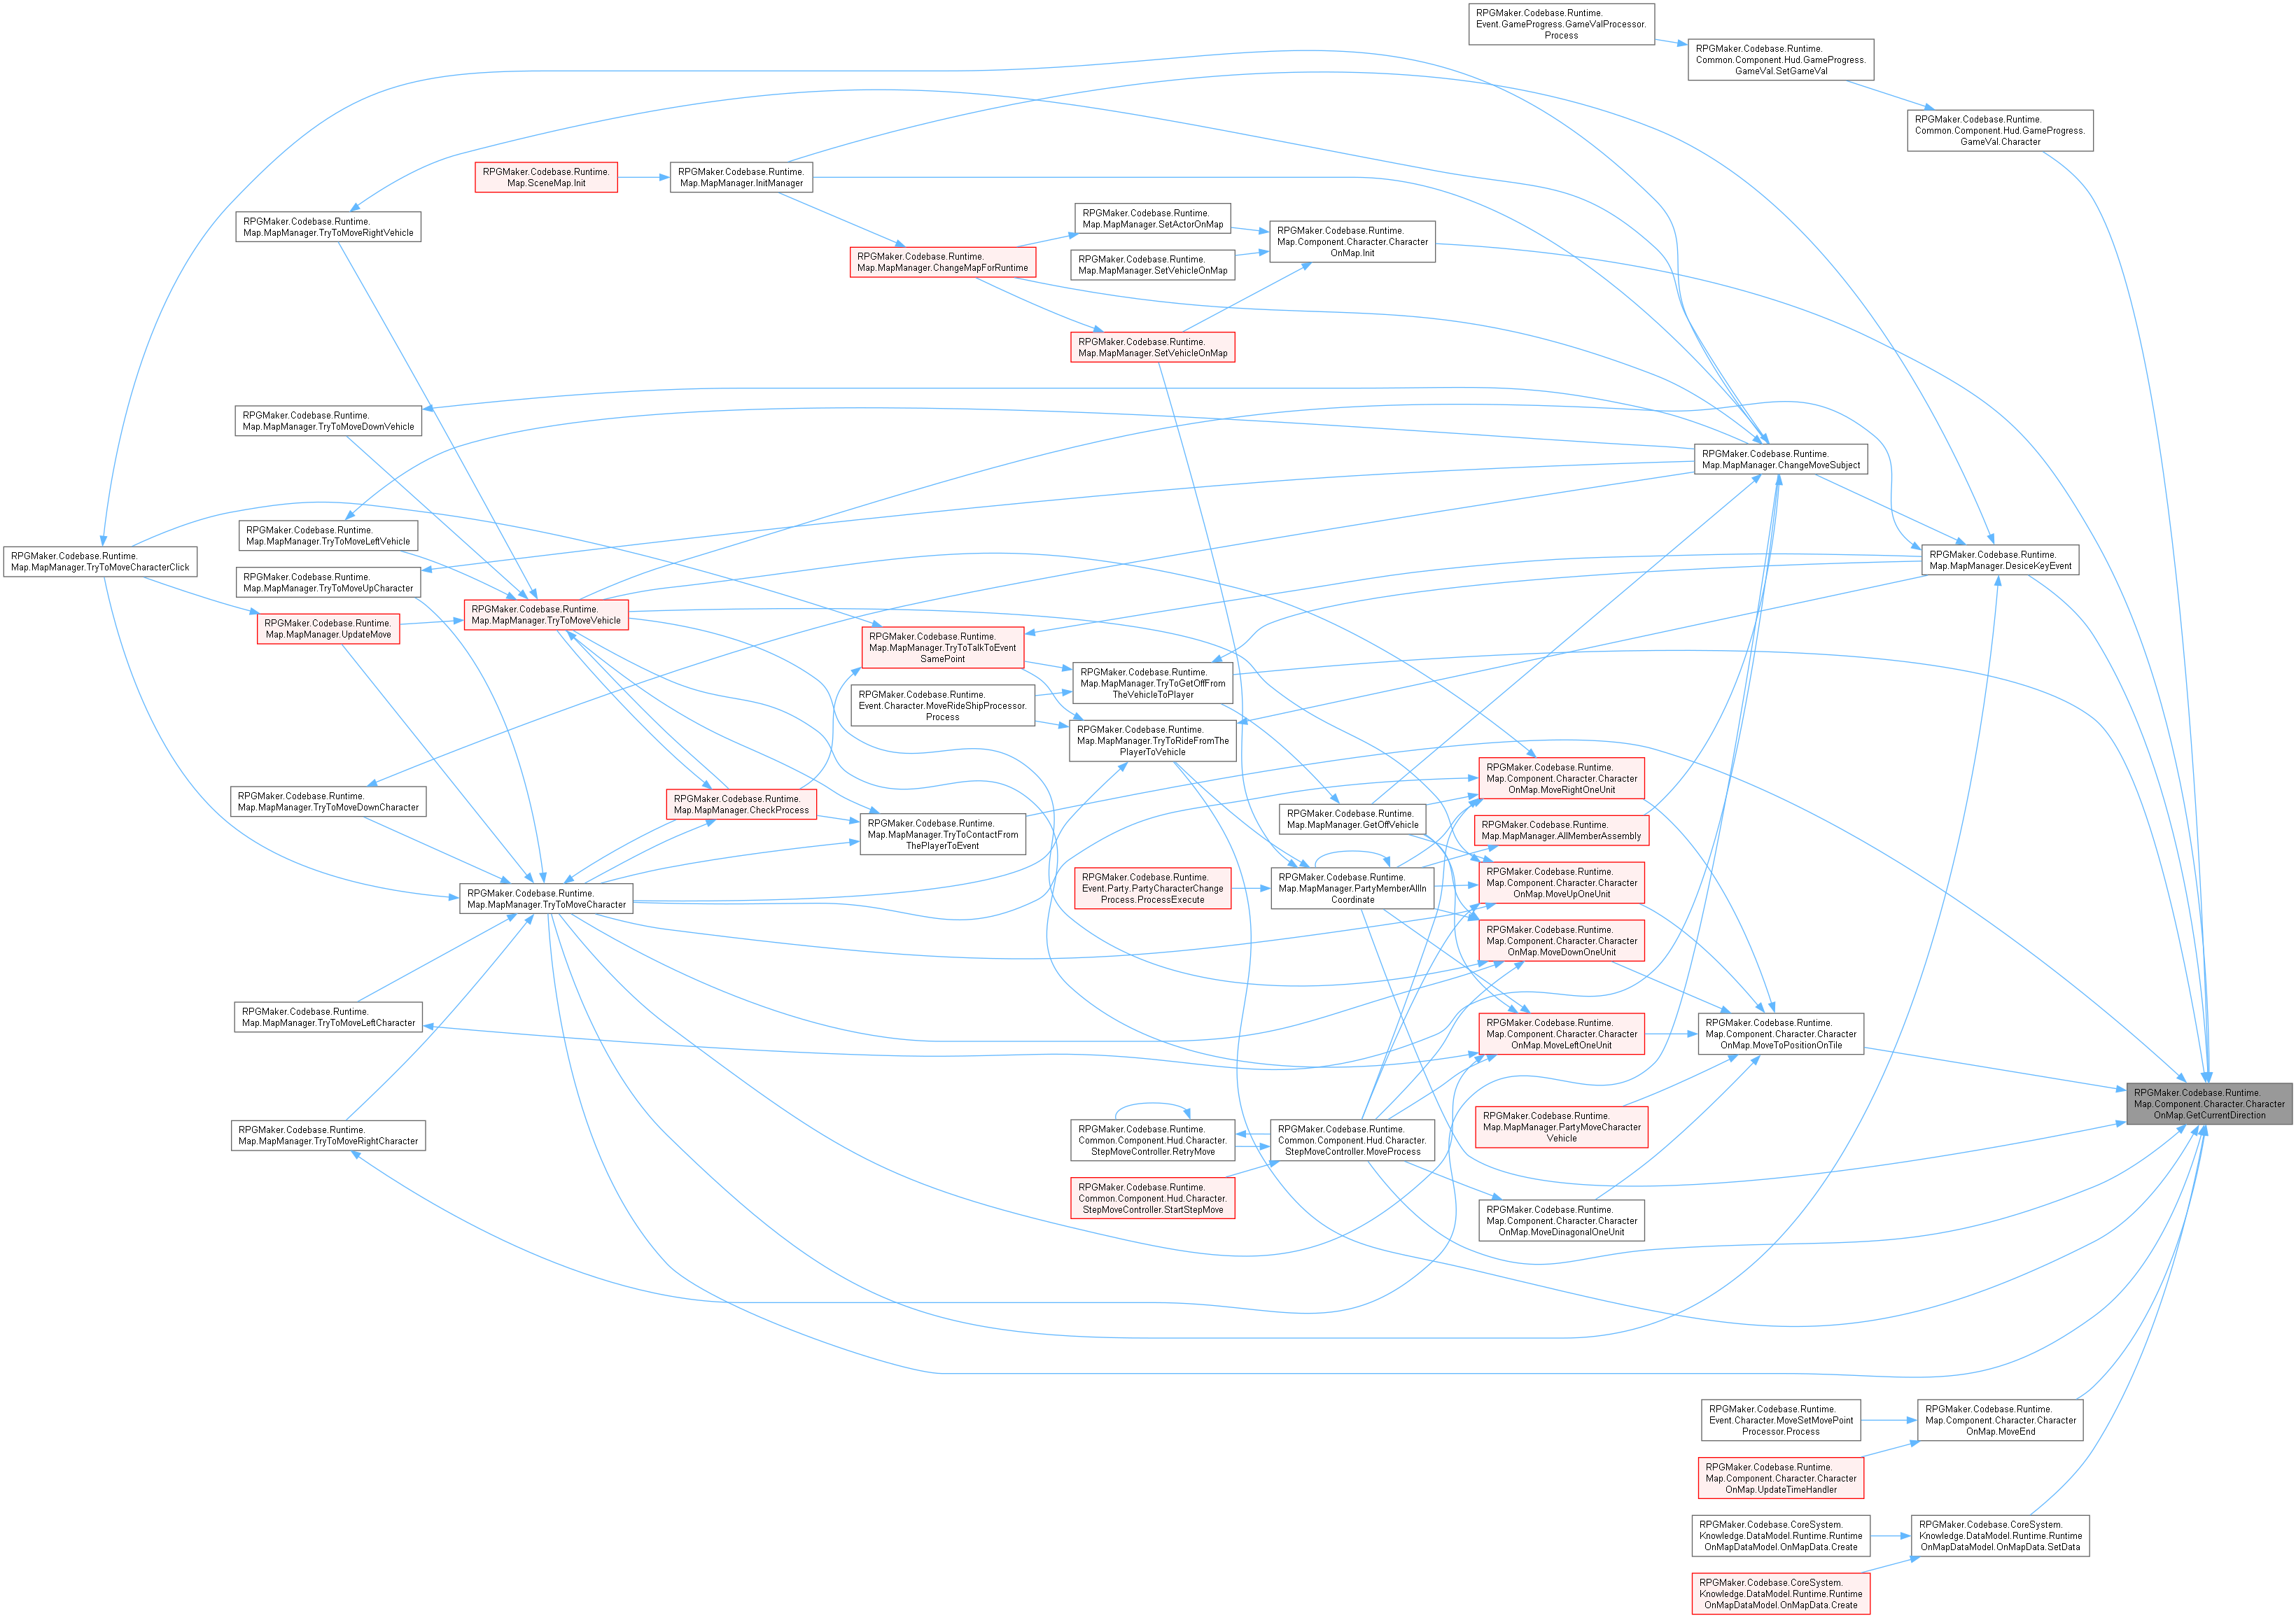 RPGMaker.Codebase.Runtime.
Event.GameProgress.GameValProcessor.
Process
RPGMaker.Codebase.Runtime.
Common.Component.Hud.GameProgress.
GameVal.SetGameVal
RPGMaker.Codebase.Runtime.
Common.Component.Hud.GameProgress.
GameVal.Character
RPGMaker.Codebase.Runtime.
Map.SceneMap.Init
RPGMaker.Codebase.Runtime.
Map.MapManager.InitManager
RPGMaker.Codebase.Runtime.
Map.MapManager.TryToMoveRightVehicle
RPGMaker.Codebase.Runtime.
Map.MapManager.SetActorOnMap
RPGMaker.Codebase.Runtime.
Map.Component.Character.Character
OnMap.Init
RPGMaker.Codebase.Runtime.
Map.MapManager.ChangeMapForRuntime
RPGMaker.Codebase.Runtime.
Map.MapManager.SetVehicleOnMap
RPGMaker.Codebase.Runtime.
Map.MapManager.SetVehicleOnMap
RPGMaker.Codebase.Runtime.
Map.MapManager.TryToMoveDownVehicle
RPGMaker.Codebase.Runtime.
Map.MapManager.ChangeMoveSubject
RPGMaker.Codebase.Runtime.
Map.MapManager.TryToMoveLeftVehicle
RPGMaker.Codebase.Runtime.
Map.MapManager.TryToMoveCharacterClick
RPGMaker.Codebase.Runtime.
Map.MapManager.DesiceKeyEvent
RPGMaker.Codebase.Runtime.
Map.MapManager.TryToMoveUpCharacter
RPGMaker.Codebase.Runtime.
Map.MapManager.TryToMoveVehicle
RPGMaker.Codebase.Runtime.
Map.MapManager.UpdateMove
RPGMaker.Codebase.Runtime.
Map.MapManager.TryToTalkToEvent
SamePoint
RPGMaker.Codebase.Runtime.
Map.MapManager.TryToGetOffFrom
TheVehicleToPlayer
RPGMaker.Codebase.Runtime.
Event.Character.MoveRideShipProcessor.
Process
RPGMaker.Codebase.Runtime.
Map.MapManager.TryToRideFromThe
PlayerToVehicle
RPGMaker.Codebase.Runtime.
Map.Component.Character.Character
OnMap.MoveRightOneUnit
RPGMaker.Codebase.Runtime.
Map.MapManager.TryToMoveDownCharacter
RPGMaker.Codebase.Runtime.
Map.MapManager.CheckProcess
RPGMaker.Codebase.Runtime.
Map.MapManager.TryToContactFrom
ThePlayerToEvent
RPGMaker.Codebase.Runtime.
Map.MapManager.GetOffVehicle
RPGMaker.Codebase.Runtime.
Map.MapManager.AllMemberAssembly
RPGMaker.Codebase.Runtime.
Map.MapManager.TryToMoveCharacter
RPGMaker.Codebase.Runtime.
Event.Party.PartyCharacterChange
Process.ProcessExecute
RPGMaker.Codebase.Runtime.
Map.MapManager.PartyMemberAllIn
Coordinate
RPGMaker.Codebase.Runtime.
Map.Component.Character.Character
OnMap.MoveUpOneUnit
RPGMaker.Codebase.Runtime.
Map.Component.Character.Character
OnMap.MoveDownOneUnit
RPGMaker.Codebase.Runtime.
Map.MapManager.TryToMoveLeftCharacter
RPGMaker.Codebase.Runtime.
Map.Component.Character.Character
OnMap.MoveLeftOneUnit
RPGMaker.Codebase.Runtime.
Map.Component.Character.Character
OnMap.MoveToPositionOnTile
RPGMaker.Codebase.Runtime.
Map.Component.Character.Character
OnMap.GetCurrentDirection
RPGMaker.Codebase.Runtime.
Map.MapManager.TryToMoveRightCharacter
RPGMaker.Codebase.Runtime.
Common.Component.Hud.Character.
StepMoveController.RetryMove
RPGMaker.Codebase.Runtime.
Common.Component.Hud.Character.
StepMoveController.MoveProcess
RPGMaker.Codebase.Runtime.
Map.MapManager.PartyMoveCharacter
Vehicle
RPGMaker.Codebase.Runtime.
Common.Component.Hud.Character.
StepMoveController.StartStepMove
RPGMaker.Codebase.Runtime.
Map.Component.Character.Character
OnMap.MoveDinagonalOneUnit
RPGMaker.Codebase.Runtime.
Event.Character.MoveSetMovePoint
Processor.Process
RPGMaker.Codebase.Runtime.
Map.Component.Character.Character
OnMap.MoveEnd
RPGMaker.Codebase.Runtime.
Map.Component.Character.Character
OnMap.UpdateTimeHandler
RPGMaker.Codebase.CoreSystem.
Knowledge.DataModel.Runtime.Runtime
OnMapDataModel.OnMapData.Create
RPGMaker.Codebase.CoreSystem.
Knowledge.DataModel.Runtime.Runtime
OnMapDataModel.OnMapData.SetData
RPGMaker.Codebase.CoreSystem.
Knowledge.DataModel.Runtime.Runtime
OnMapDataModel.OnMapData.Create